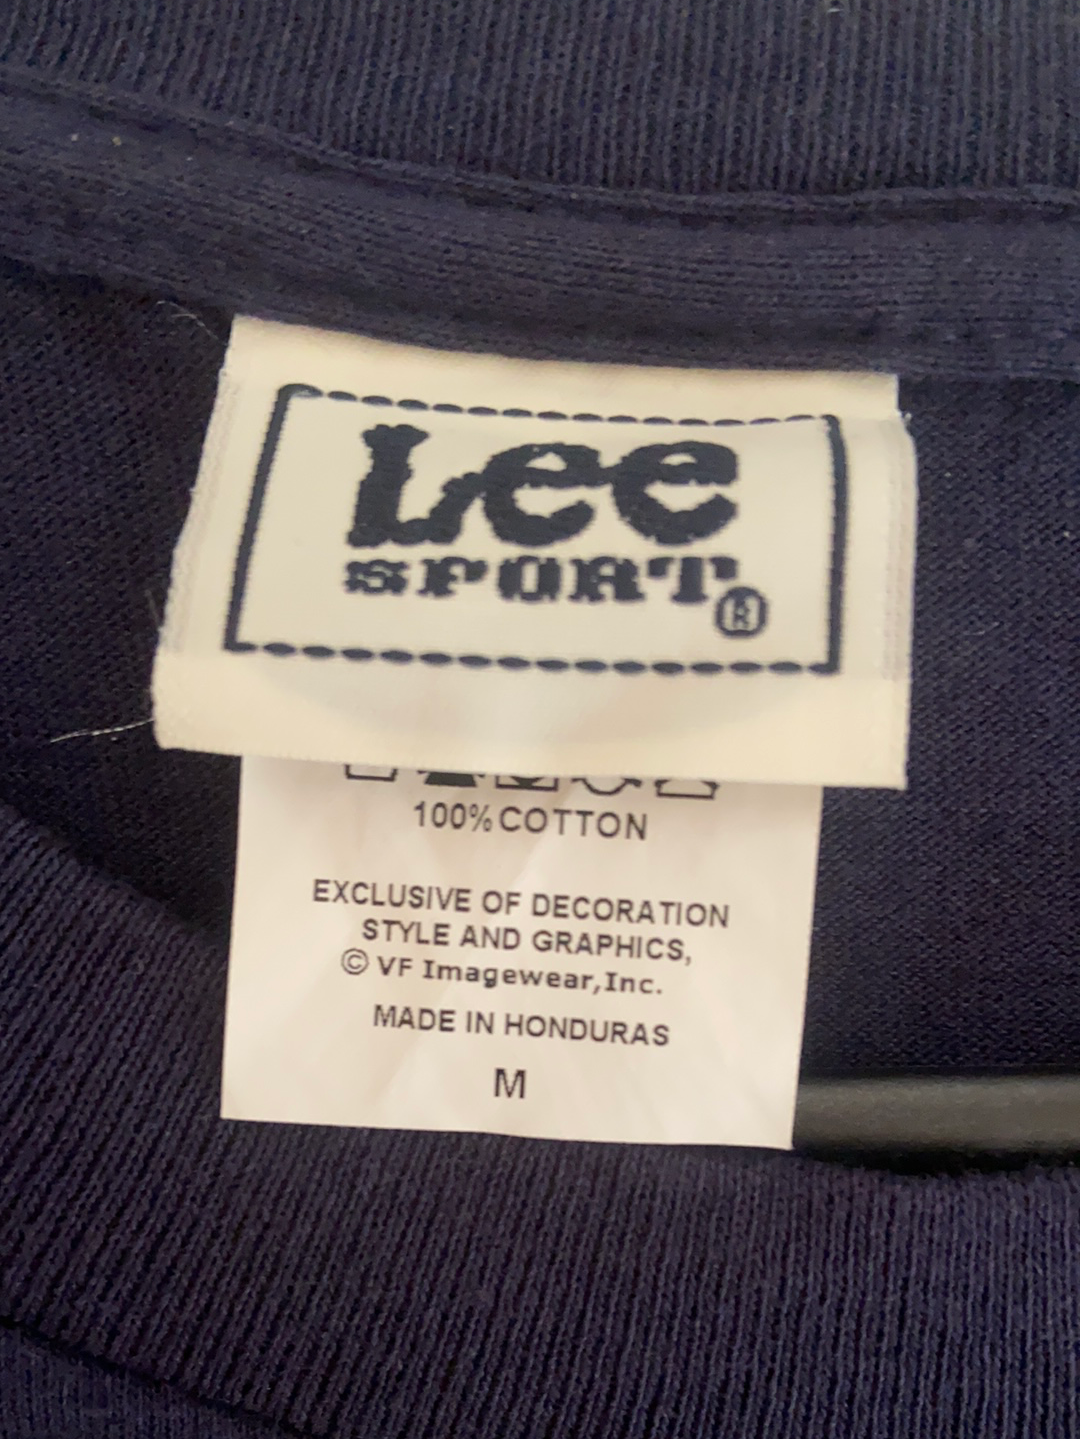 Lee
SPORT
®
100% COTTON
EXCLUSIVE OF DECORATION
STYLE AND GRAPHICS,
© VF Imagewear,Inc.
MADE IN HONDURAS
M